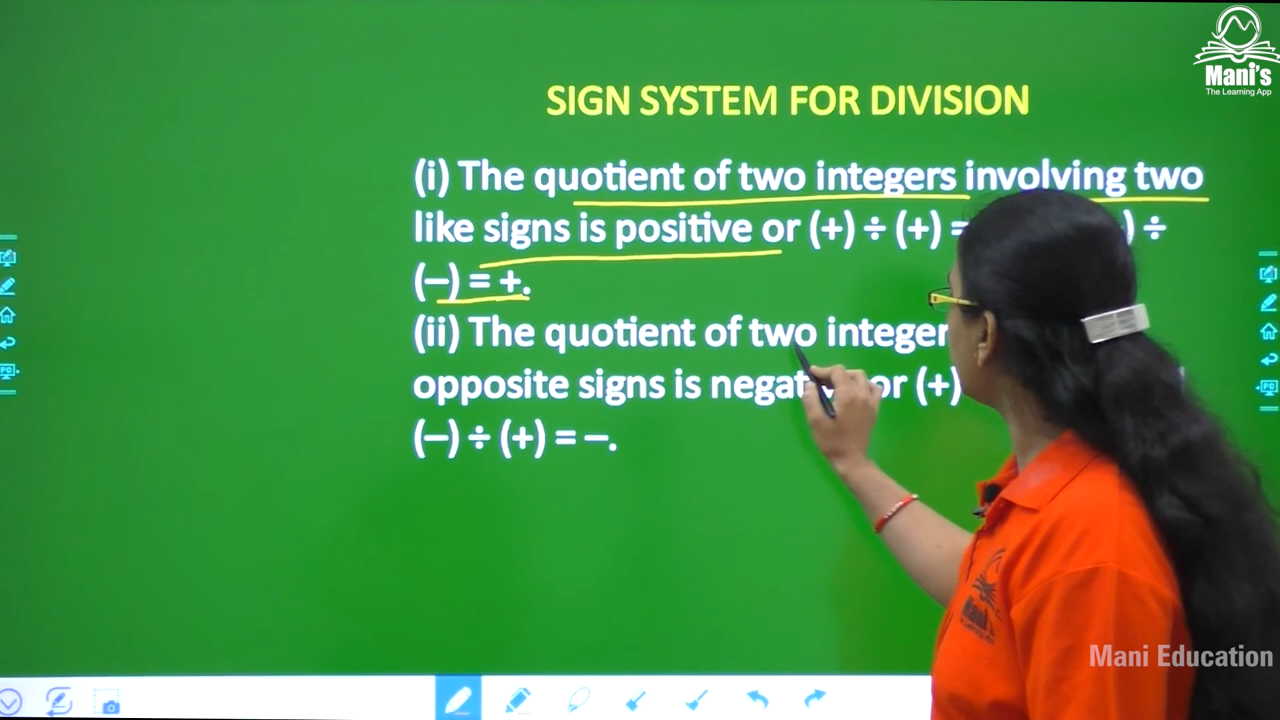 Mani's
The Learning App
SIGN SYSTEM FOR DIVISION
(i) The quotient of two integers involving two
like signs is positive or (+) ÷ (+) = ) ÷
(–) = +.
(ii) The quotient of two integer
opposite signs is negat or (+)
(–) ÷ (+) = –.
Mani Education